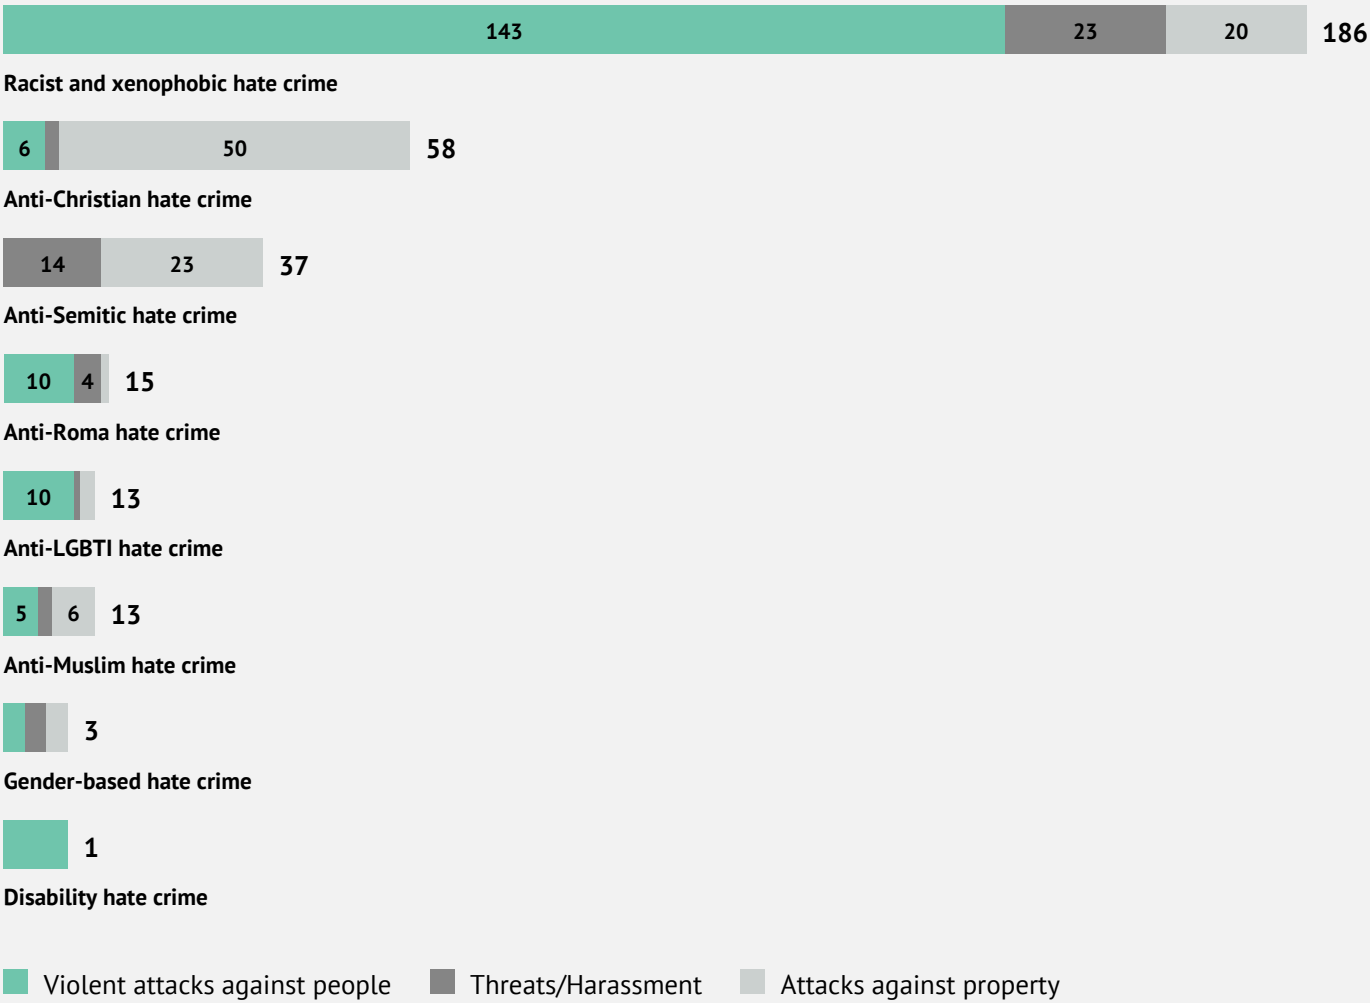 143 23 20 186
Racist and xenophobic hate crime
6 50 58
Anti-Christian hate crime
14 23 37
Anti-Semitic hate crime
10 4 15
Anti-Roma hate crime
10 13
Anti-LGBTI hate crime
5 6 13
Anti-Muslim hate crime
3
Gender-based hate crime
1
Disability hate crime
Violent attacks against people Threats/Harassment Attacks against property